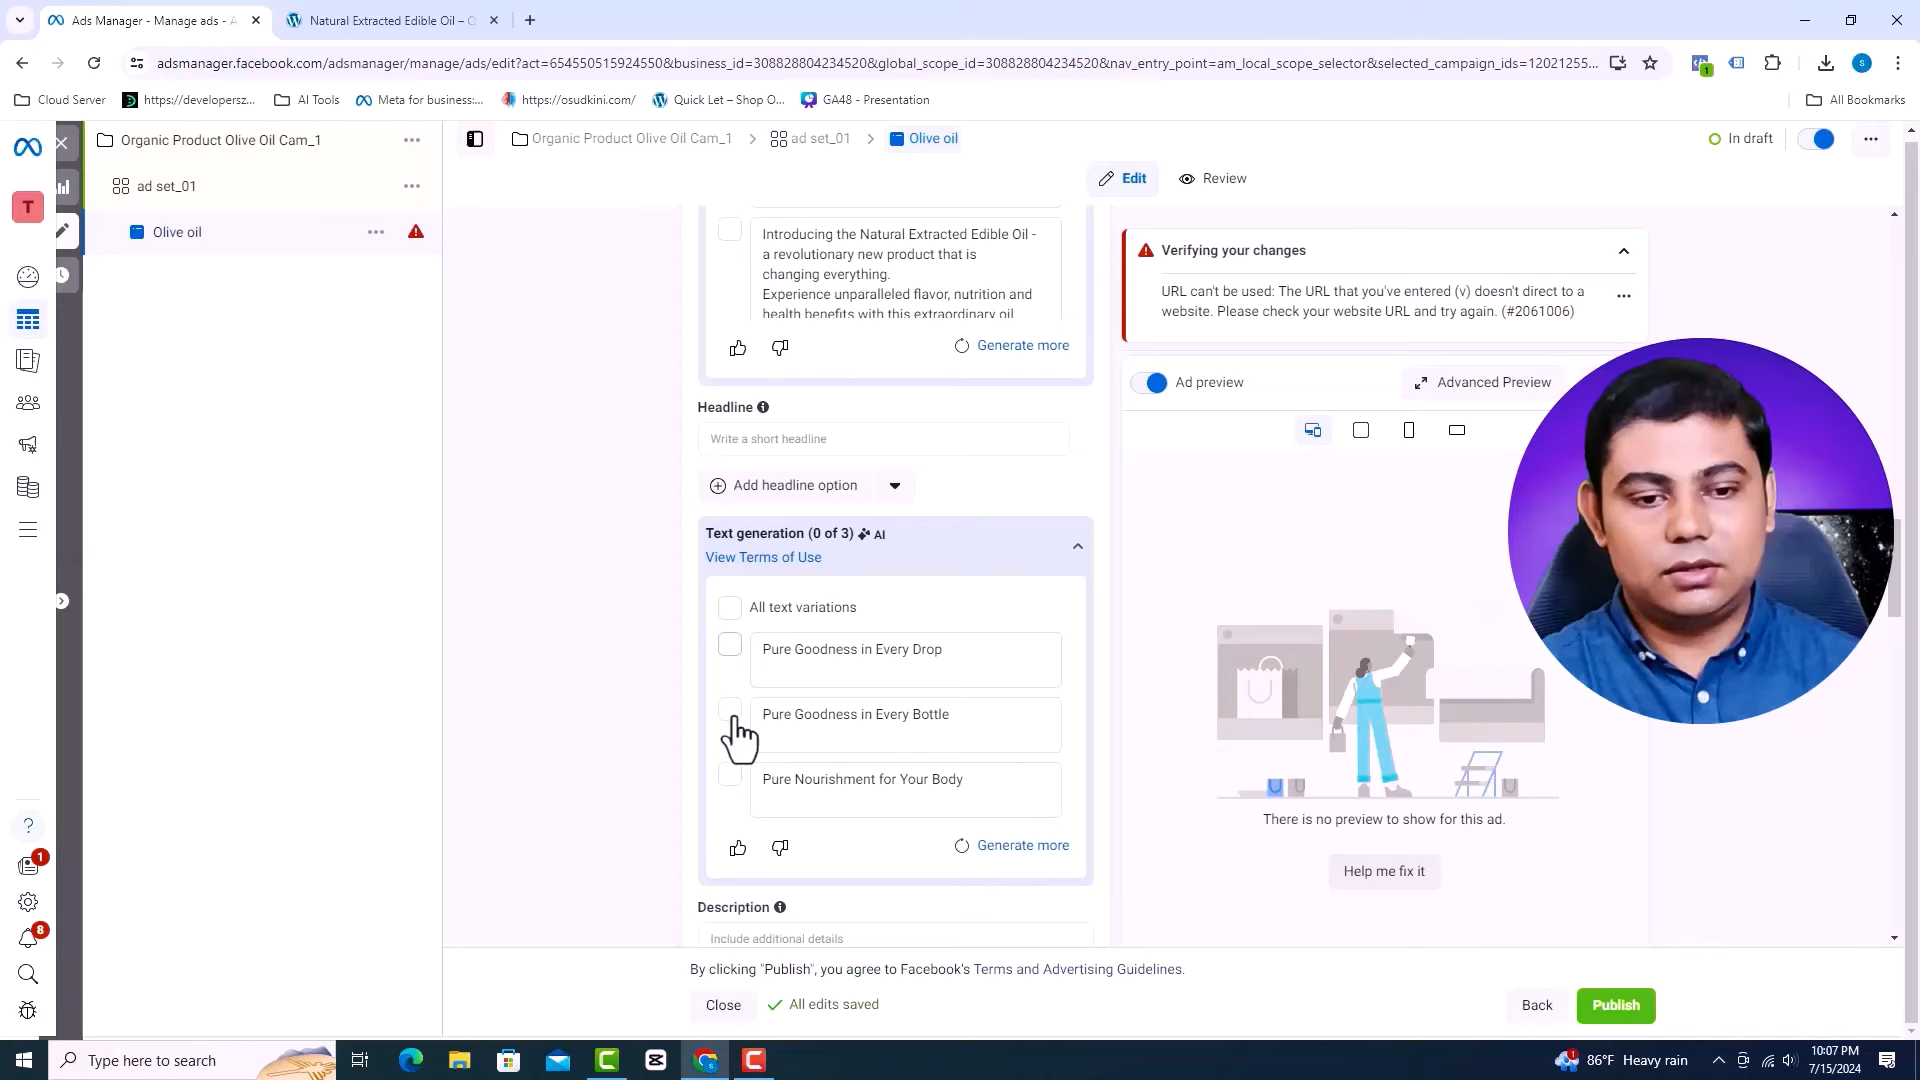 Ads Manager - Manage ads - A
Natural Extracted Edible Oil – O
adsmanager.facebook.com/adsmanager/manage/ads/edit?act=654550515924550&business_id=308828804234520&global_scope_id=308828804234520&nav_entry_point=am_local_scope_selector&selected_campaign_ids=12021255...
1
S
Cloud Server
https://developersz...
AI Tools
Meta for business:...
https://osudkini.com/
Quick Let – Shop O...
GA48 - Presentation
All Bookmarks
Organic Product Olive Oil Cam_1
Organic Product Olive Oil Cam_1
ad set_01
Olive oil
In draft
Edit
Review
ad set_01
T
Olive oil
Introducing the Natural Extracted Edible Oil -
a revolutionary new product that is
changing everything.
Experience unparalleled flavor, nutrition and
health benefits with this extraordinary oil
Generate more
Verifying your changes
URL can't be used: The URL that you've entered (v) doesn't direct to a
website. Please check your website URL and try again. (#2061006)
Ad preview
Advanced Preview
Headline
Write a short headline
Add headline option
Text generation (0 of 3) AI
View Terms of Use
All text variations
Pure Goodness in Every Drop
Pure Goodness in Every Bottle
Pure Nourishment for Your Body
Generate more
There is no preview to show for this ad.
Help me fix it
Description
Include additional details
1
8
By clicking "Publish", you agree to Facebook's Terms and Advertising Guidelines.
Close
All edits saved
Back
Publish
Type here to search
1
86°F Heavy rain
10:07 PM
7/15/2024